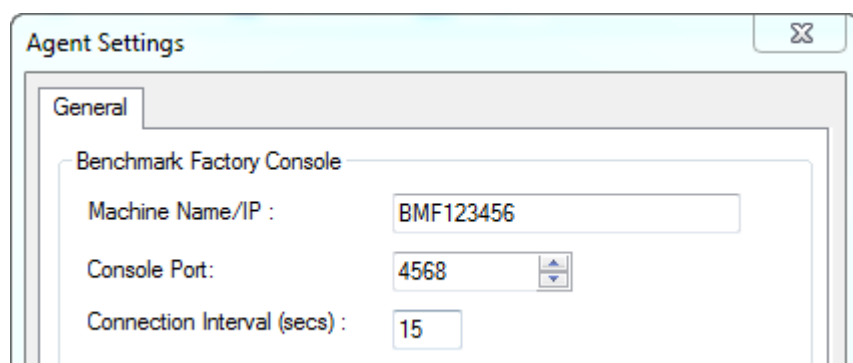 Agent Settings
General
Benchmark Factory Console
Machine Name/IP : BMF123456
Console Port: 4568
Connection Interval (secs) : 15